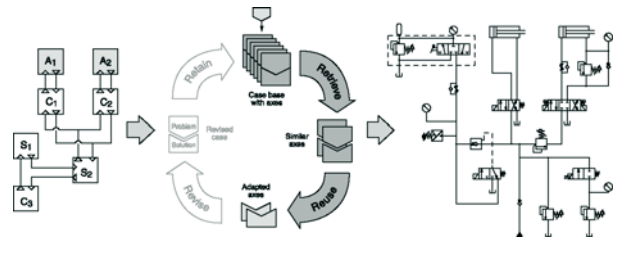 A1
A2
C1
C2
S1
S2
C3
Retain
Retrieve
Case base
with axes
Problem
Solution
Revised
case
Similar
axes
Adapted
axes
Revise
Reuse